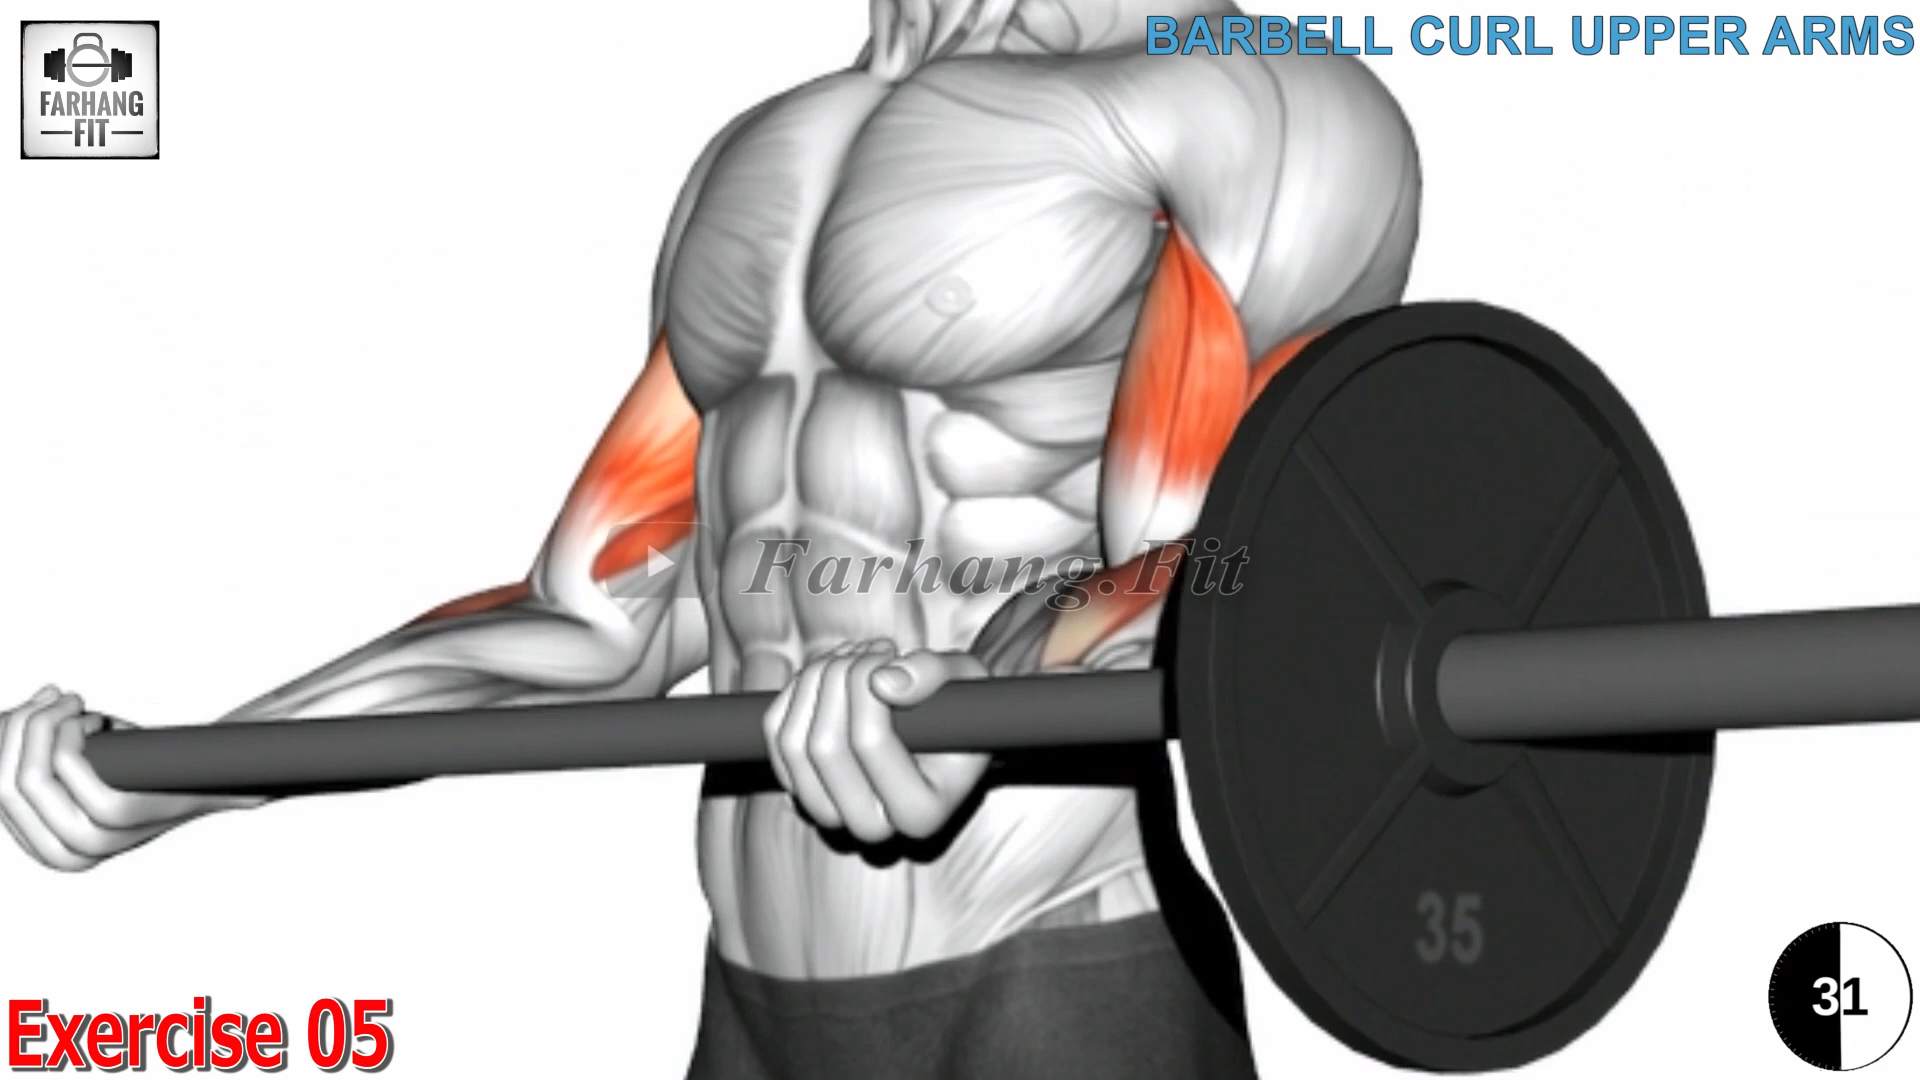 BARBELL CURL UPPER ARMS
FARHANG
FIT
Farhang.Fit
35
Exercise 05
31